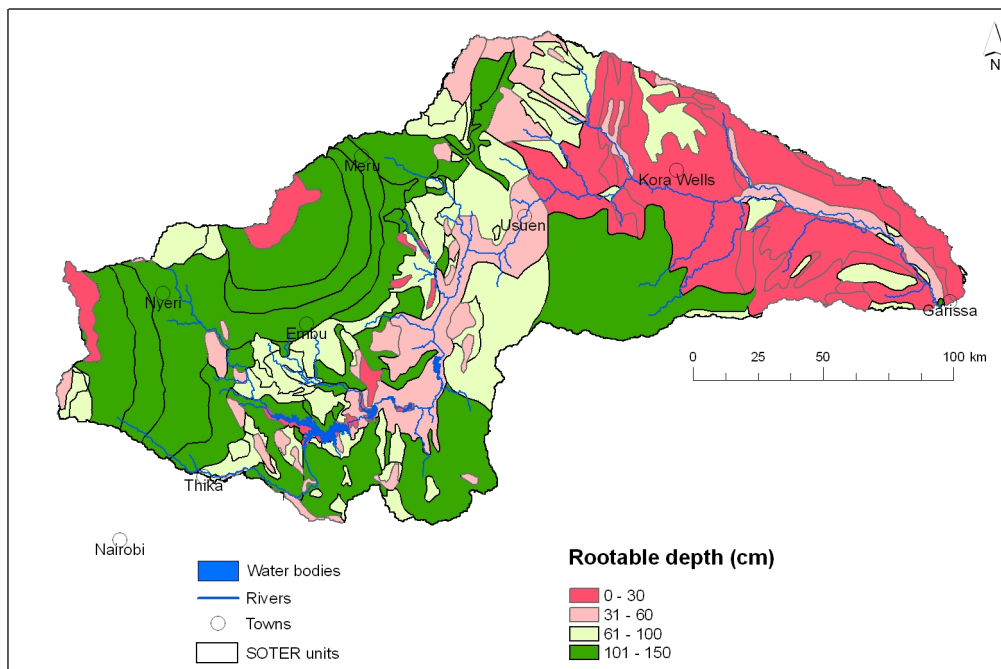 N
Meru
Kora Wells
Usuen
Nyeri
Garissa
Embu
0 25 50 100 km
Thika
Nairobi
Rootable depth (cm)
Water bodies
0 - 30
Rivers
31 - 60
Towns
61 - 100
SOTER units
101 - 150